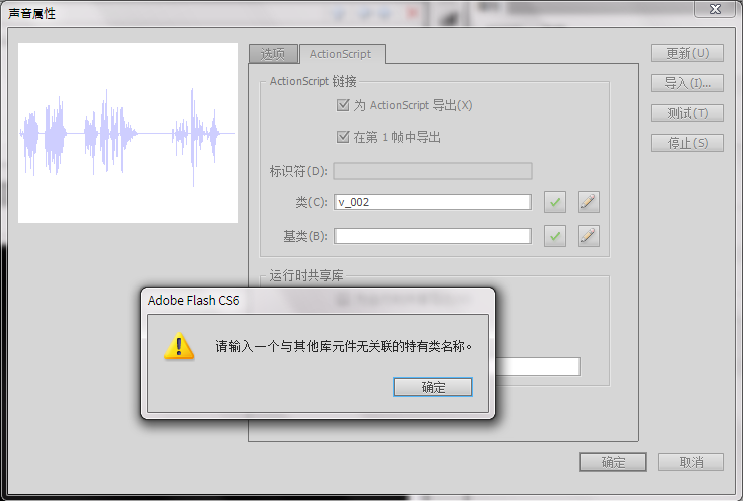 声音属性
选项
ActionScript
更新(U)
导入(I)...
测试(T)
停止(S)
ActionScript 链接
为 ActionScript 导出(X)
在第 1 帧中导出
标识符(D):
类(C):
v_002
基类(B):
运行时共享库
Adobe Flash CS6
请输入一个与其他库元件无关联的特有类名称。
确定
确定
取消